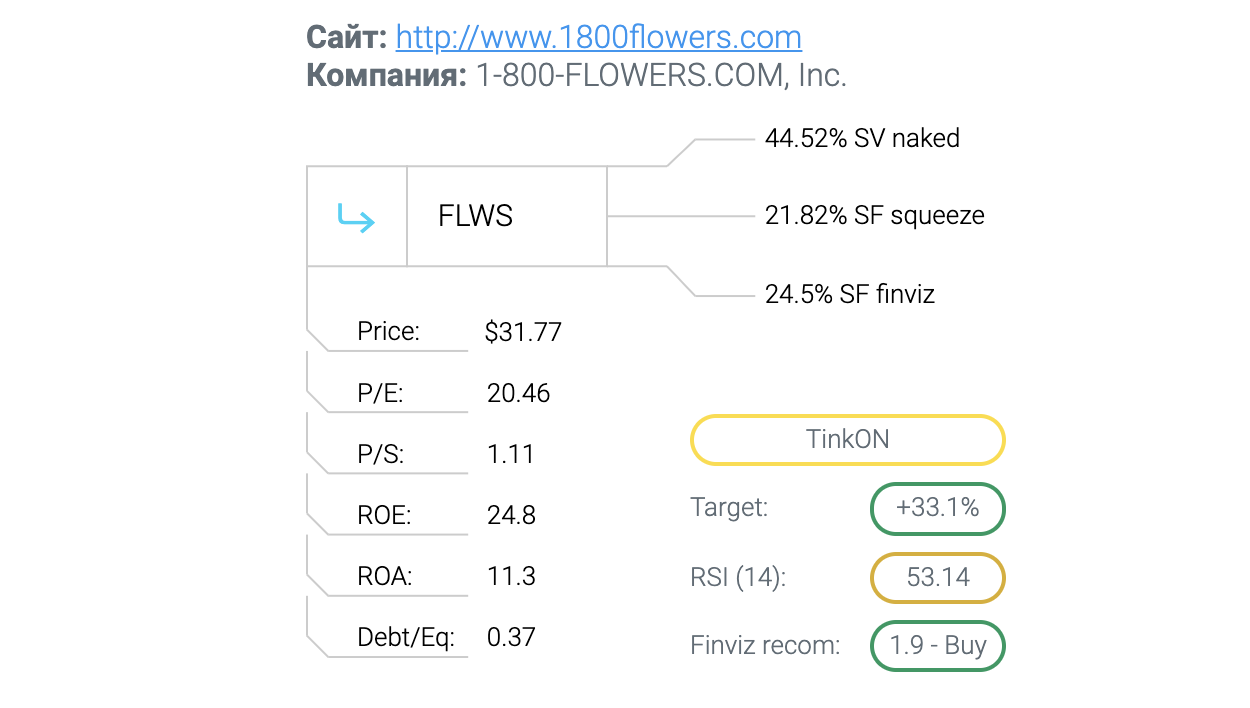 Сайт: http://www.1800flowers.com
Компания: 1-800-FLOWERS.COM, Inc.
44.52% SV naked
FLWS
21.82% SF squeeze
24.5% SF finviz
Price: $31.77
P/E: 20.46
P/S: 1.11
ROE: 24.8
ROA: 11.3
Debt/Eq: 0.37
TinkON
Target: +33.1%
RSI (14): 53.14
Finviz recom: 1.9 - Buy